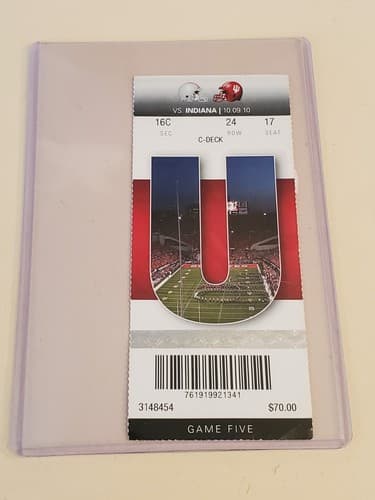 VS INDIANA | 10.09.10
16C 24 17
SEC ROW SEAT
C-DECK
U
761919921341
3148454 $70.00
GAME FIVE